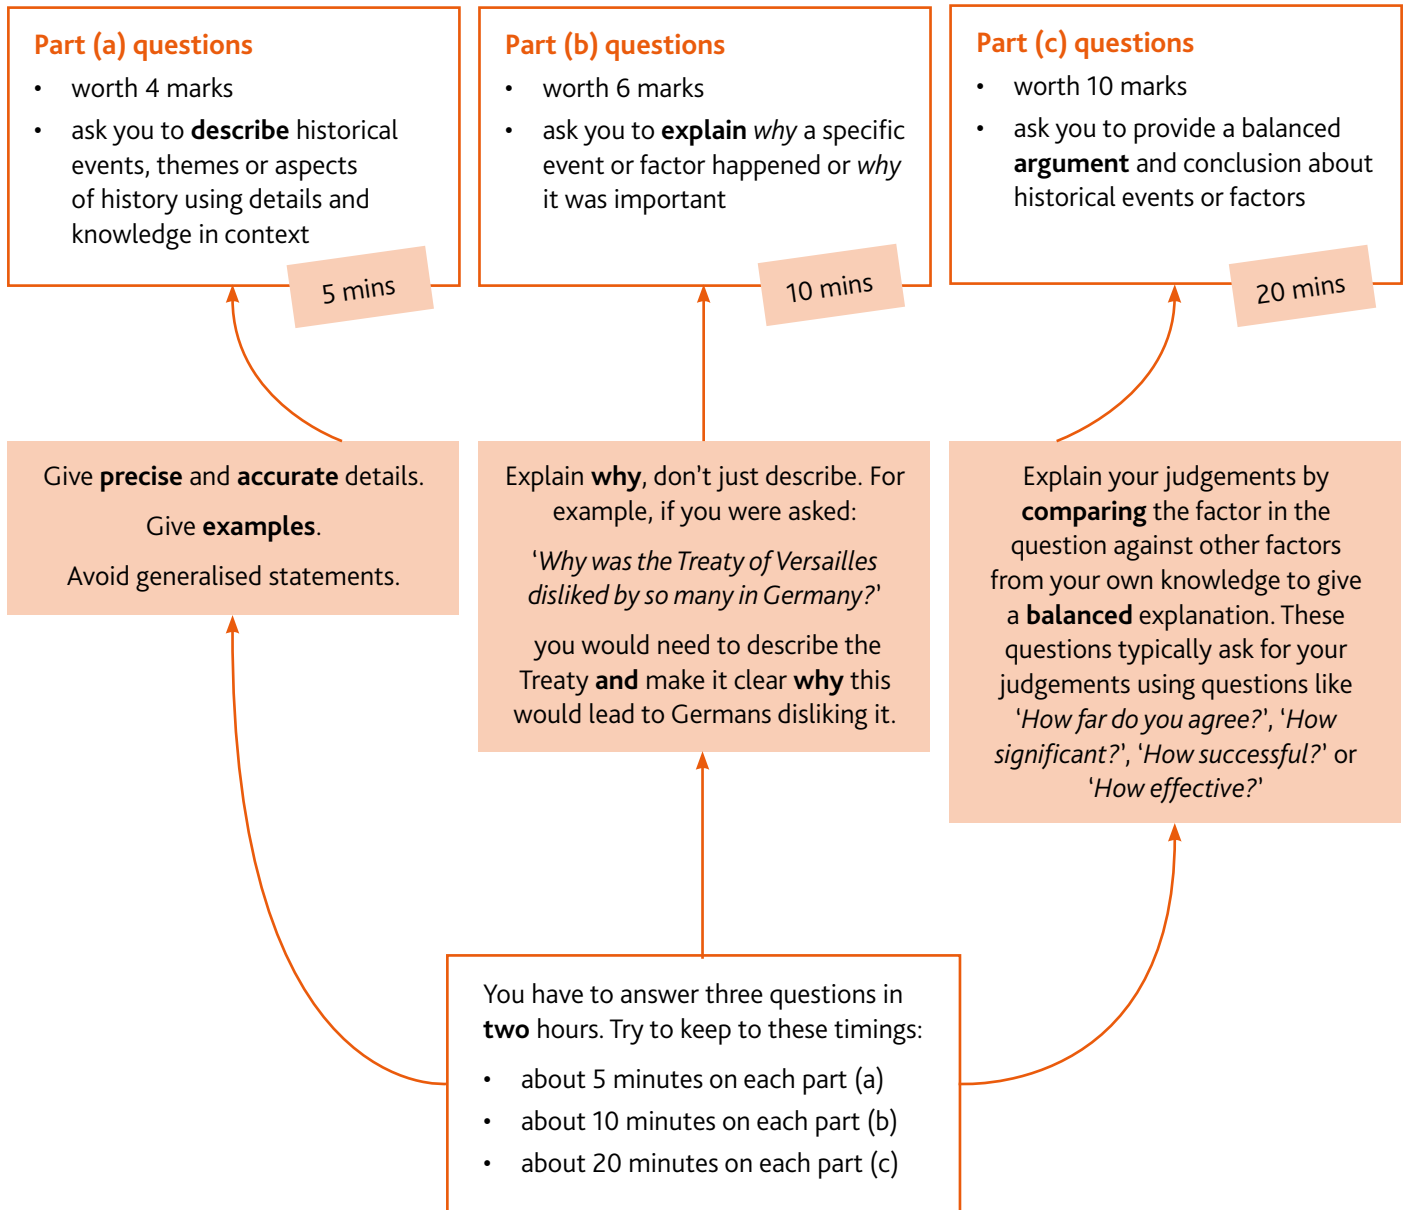 Part (a) questions
• worth 4 marks
• ask you to describe historical
events, themes or aspects
of history using details and
knowledge in context
5 mins
Part (b) questions
• worth 6 marks
• ask you to explain why a specific
event or factor happened or why
it was important
10 mins
Part (c) questions
• worth 10 marks
• ask you to provide a balanced
argument and conclusion about
historical events or factors
20 mins
Give precise and accurate details.
Give examples.
Avoid generalised statements.
Explain why, don’t just describe. For
example, if you were asked:
‘Why was the Treaty of Versailles
disliked by so many in Germany?’
you would need to describe the
Treaty and make it clear why this
would lead to Germans disliking it.
Explain your judgements by
comparing the factor in the
question against other factors
from your own knowledge to give
a balanced explanation. These
questions typically ask for your
judgements using questions like
‘How far do you agree?’, ‘How
significant?’, ‘How successful?’ or
‘How effective?’
You have to answer three questions in
two hours. Try to keep to these timings:
• about 5 minutes on each part (a)
• about 10 minutes on each part (b)
• about 20 minutes on each part (c)